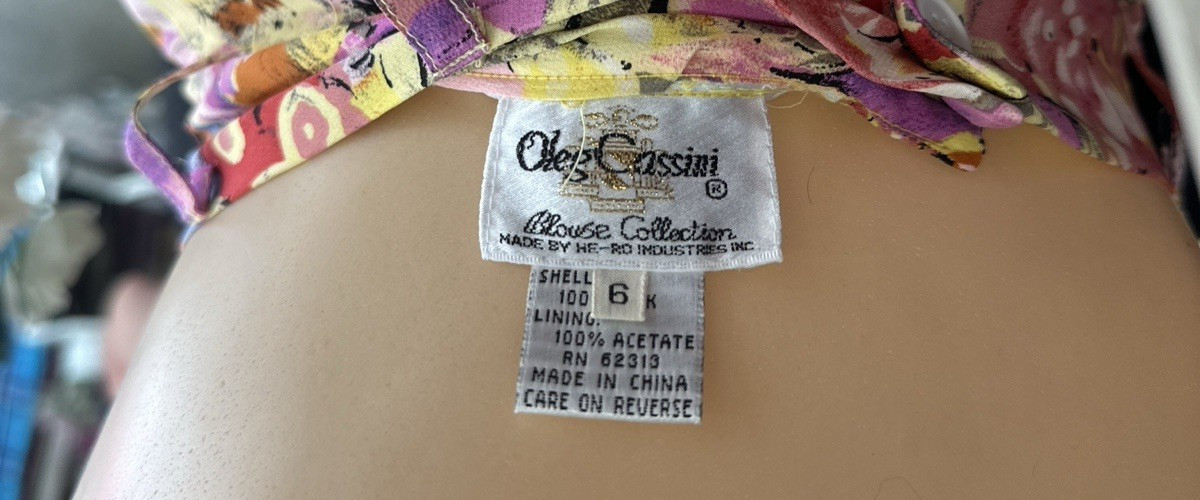 Oleg Cassini ®
Blouse Collection
MADE BY HE-RO INDUSTRIES INC
SHELL
100 6 K
LINING:
100% ACETATE
RN 62313
MADE IN CHINA
CARE ON REVERSE